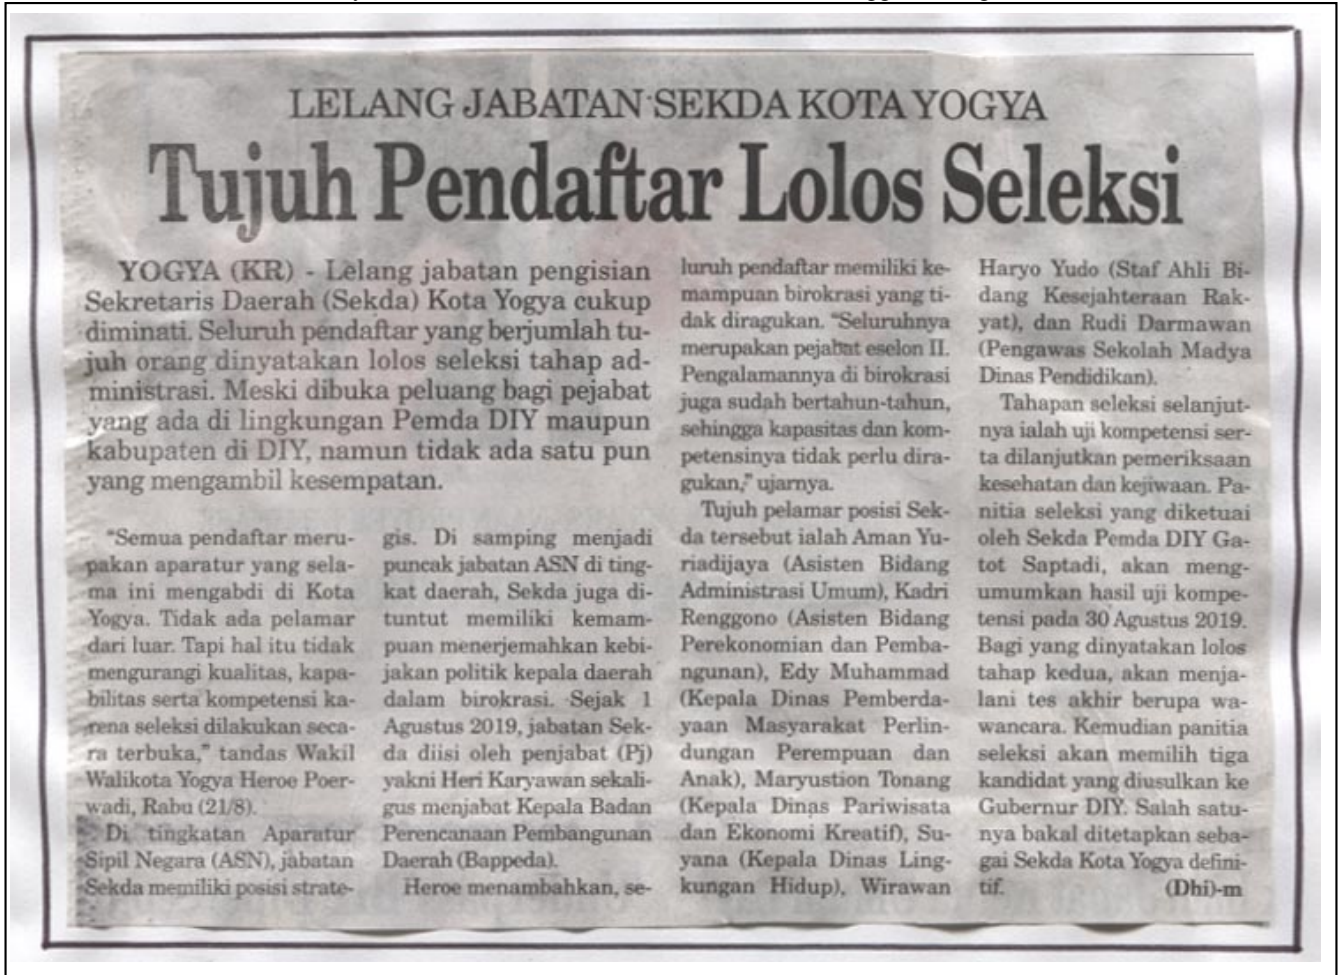 LELANG JABATAN SEKDA KOTA YOGYA
Tujuh Pendaftar Lolos Seleksi
YOGYA (KR) - Lelang jabatan pengisian
Sekretaris Daerah (Sekda) Kota Yogya cukup
diminati. Seluruh pendaftar yang berjumlah tu-
juh orang dinyatakan lolos seleksi tahap ad-
ministrasi. Meski dibuka peluang bagi pejabat
yang ada di lingkungan Pemda DIY maupun
kabupaten di DIY, namun tidak ada satu pun
yang mengambil kesempatan.
"Semua pendaftar meru-
pakan aparatur yang sela-
ma ini mengabdi di Kota
Yogya. Tidak ada pelamar
dari luar. Tapi hal itu tidak
mengurangi kualitas, kapa-
bilitas serta kompetensi ka-
rena seleksi dilakukan seca-
ra terbuka," tandas Wakil
Walikota Yogya Heroe Poer-
wadi, Rabu (21/8).
Di tingkatan Aparatur
Sipil Negara (ASN), jabatan
Sekda memiliki posisi strate-
gis. Di samping menjadi
puncak jabatan ASN di ting-
kat daerah, Sekda juga di-
tuntut memiliki kemam-
puan menerjemahkan kebi-
jakan politik kepala daerah
dalam birokrasi. Sejak 1
Agustus 2019, jabatan Sek-
da diisi oleh penjabat (Pj)
yakni Heri Karyawan sekali-
gus menjabat Kepala Badan
Perencanaan Pembangunan
Daerah (Bappeda).
Heroe menambahkan, se-
luruh pendaftar memiliki ke-
mampuan birokrasi yang ti-
dak diragukan. "Seluruhnya
merupakan pejabat eselon II.
Pengalamannya di birokrasi
juga sudah bertahun-tahun,
sehingga kapasitas dan kom-
petensinya tidak perlu dira-
gukan," ujarnya.
Tujuh pelamar posisi Sek-
da tersebut ialah Aman Yu-
riadijaya (Asisten Bidang
Administrasi Umum), Kadri
Renggono (Asisten Bidang
Perekonomian dan Pemba-
ngunan), Edy Muhammad
(Kepala Dinas Pemberda-
yaan Masyarakat Perlin-
dungan Perempuan dan
Anak), Maryustion Tonang
(Kepala Dinas Pariwisata
dan Ekonomi Kreatif), Su-
yana (Kepala Dinas Ling-
kungan Hidup), Wirawan
Haryo Yudo (Staf Ahli Bi-
dang Kesejahteraan Rak-
yat), dan Rudi Darmawan
(Pengawas Sekolah Madya
Dinas Pendidikan).
Tahapan seleksi selanjut-
nya ialah uji kompetensi ser-
ta dilanjutkan pemeriksaan
kesehatan dan kejiwaan. Pa-
nitia seleksi yang diketuai
oleh Sekda Pemda DIY Ga-
tot Saptadi, akan meng-
umumkan hasil uji kompe-
tensi pada 30 Agustus 2019.
Bagi yang dinyatakan lolos
tahap kedua, akan menja-
lani tes akhir berupa wa-
wancara. Kemudian panitia
seleksi akan memilih tiga
kandidat yang diusulkan ke
Gubernur DIY. Salah satu-
nya bakal ditetapkan seba-
gai Sekda Kota Yogya defini-
tif. (Dhi)-m